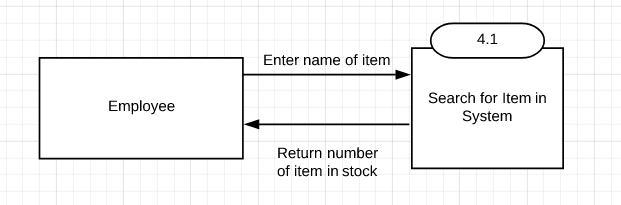 4.1
Enter name of item
Employee
Search for Item in
System
Return number
of item in stock